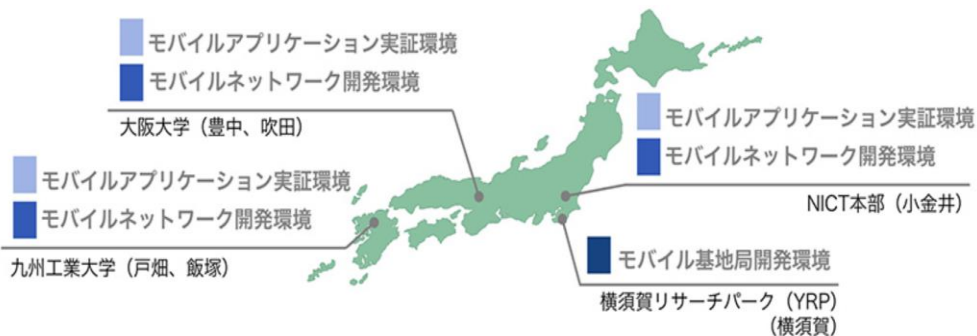 モバイルアプリケーション実証環境
モバイルネットワーク開発環境
大阪大学（豊中、吹田）
モバイルアプリケーション実証環境
モバイルネットワーク開発環境
NICT本部（小金井）
モバイルアプリケーション実証環境
モバイルネットワーク開発環境
九州工業大学（戸畑、飯塚）
モバイル基地局開発環境
横須賀リサーチパーク（YRP）
（横須賀）